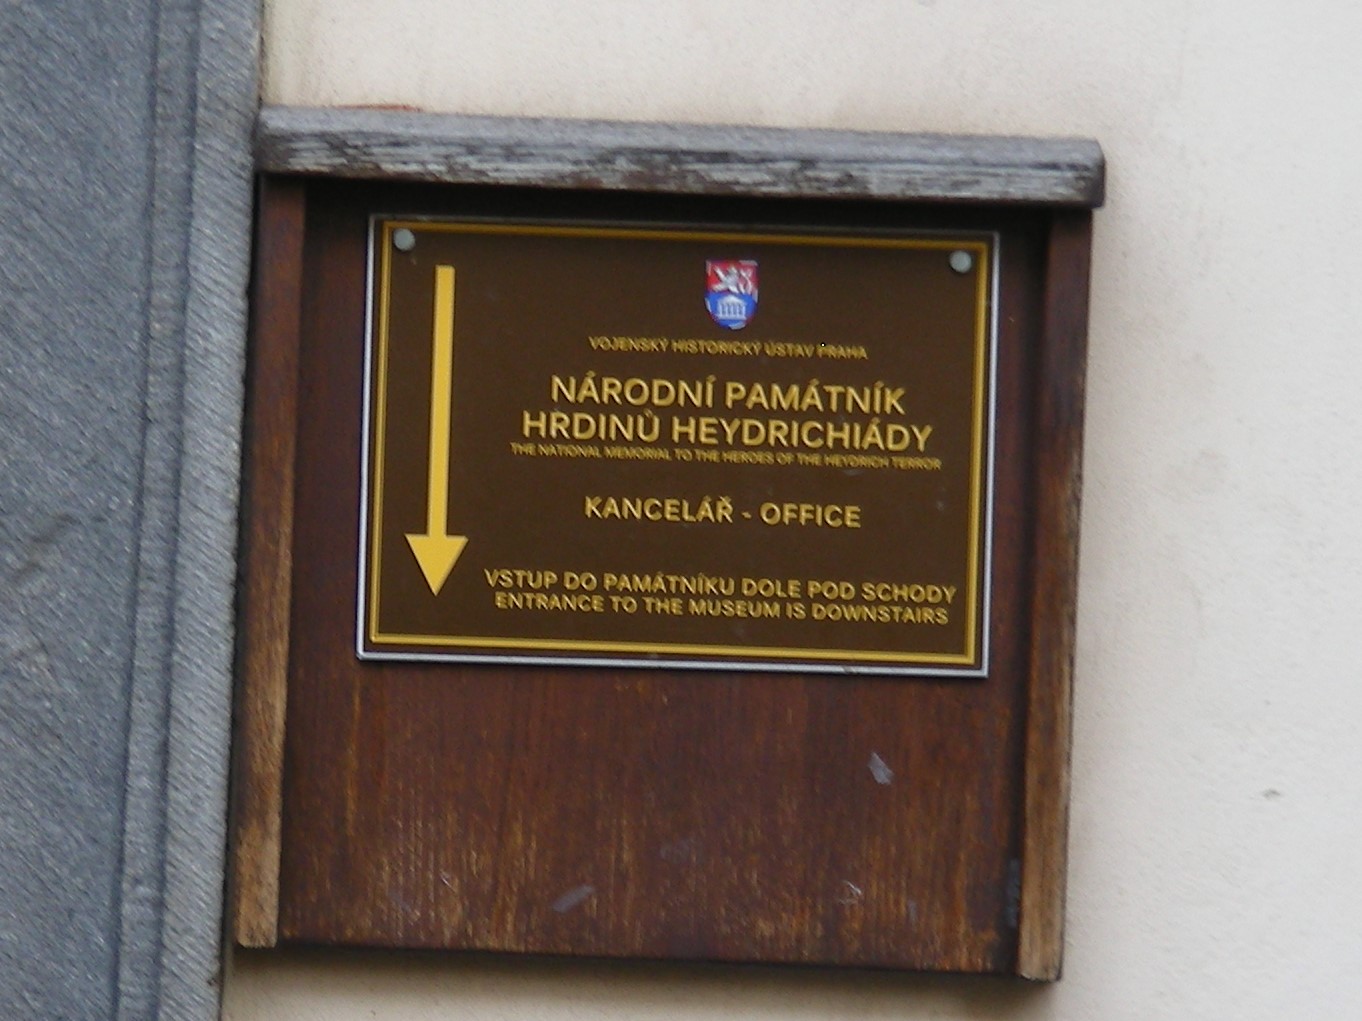 VOJENSKÝ HISTORICKÝ ÚSTAV PRAHA
NÁRODNÍ PAMÁTNÍK
HRDINŮ HEYDRICHIÁDY
THE NATIONAL MEMORIAL TO THE HEROES OF THE HEYDRICH TERROR
KANCELÁŘ - OFFICE
VSTUP DO PAMÁTNÍKU DOLE POD SCHODY
ENTRANCE TO THE MUSEUM IS DOWNSTAIRS